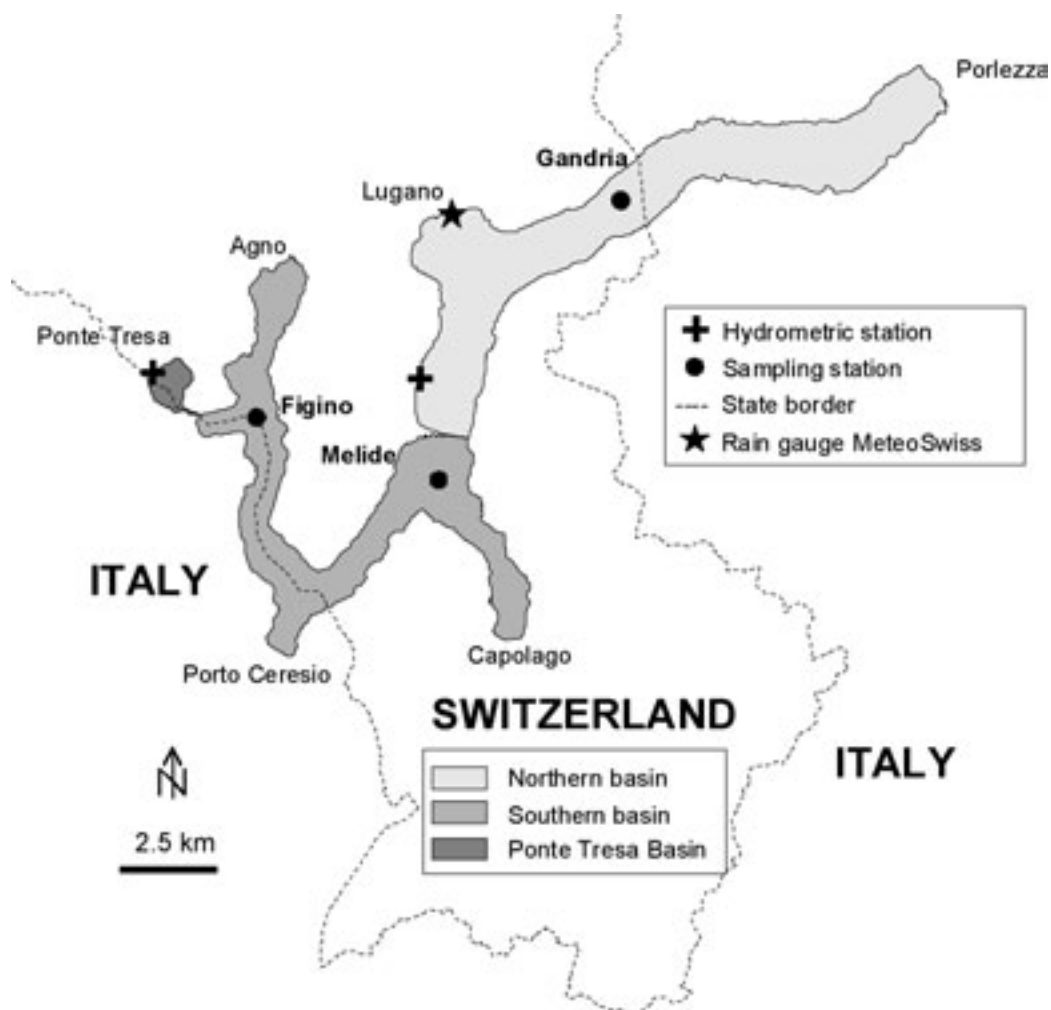 Porlezza
Gandria
Lugano
Agno
Ponte Tresa
Figino
Melide
Hydrometric station
Sampling station
State border
Rain gauge MeteoSwiss
ITALY
Porto Ceresio
Capolago
SWITZERLAND
ITALY
N
2.5 km
Northern basin
Southern basin
Ponte Tresa Basin